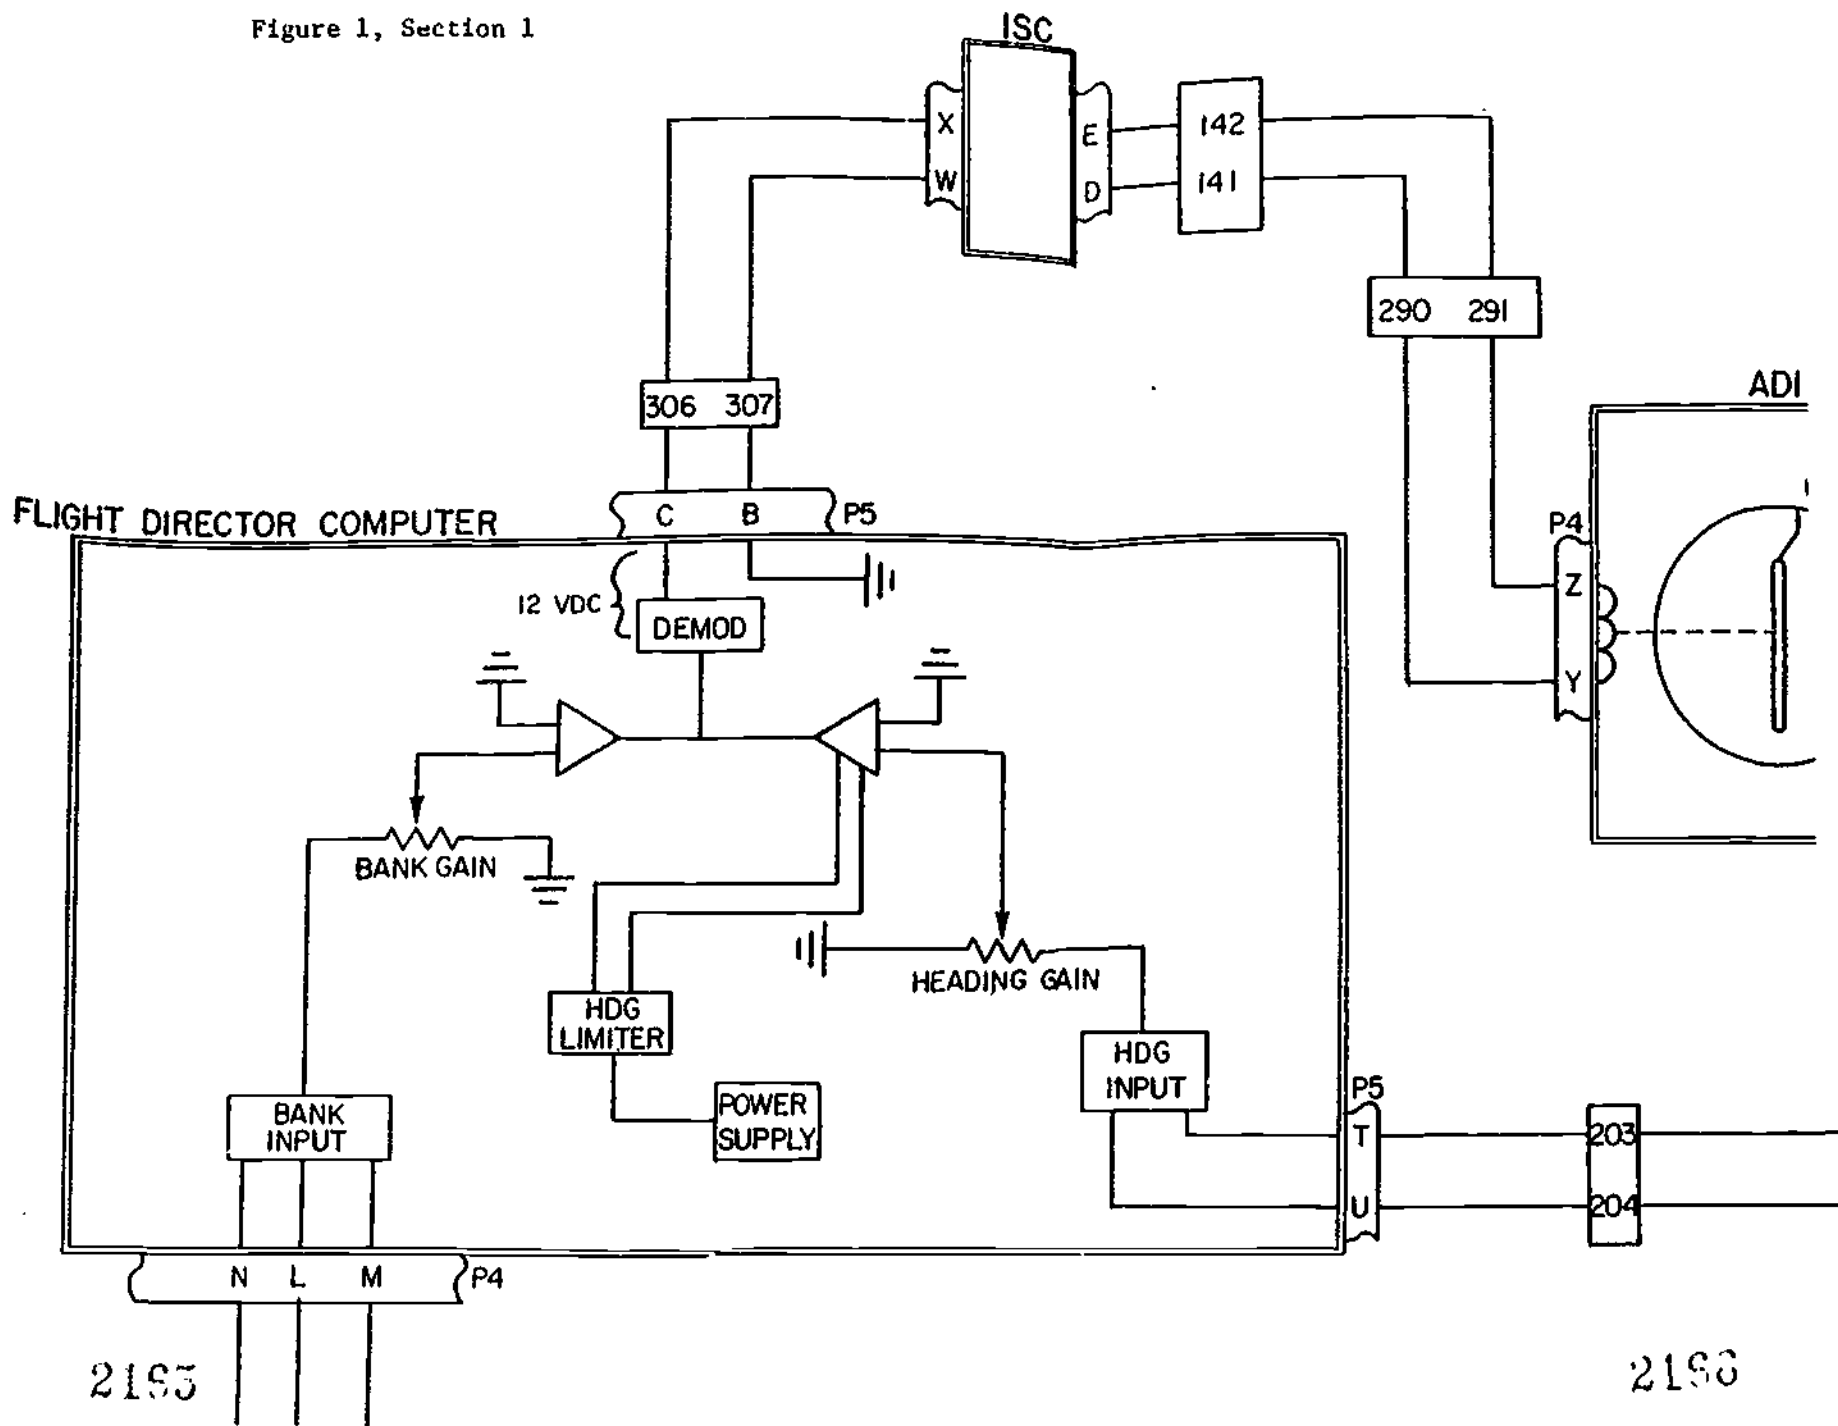 Figure 1, Section 1
ISC
X
W
E
D
142
141
290 291
306 307
ADI
FLIGHT DIRECTOR COMPUTER
C B P5
P4
Z
Y
12 VDC
DEMOD
BANK GAIN
HEADING GAIN
HDG
LIMITER
HDG
INPUT
POWER
SUPPLY
BANK
INPUT
P5
T
U
203
204
N L M P4